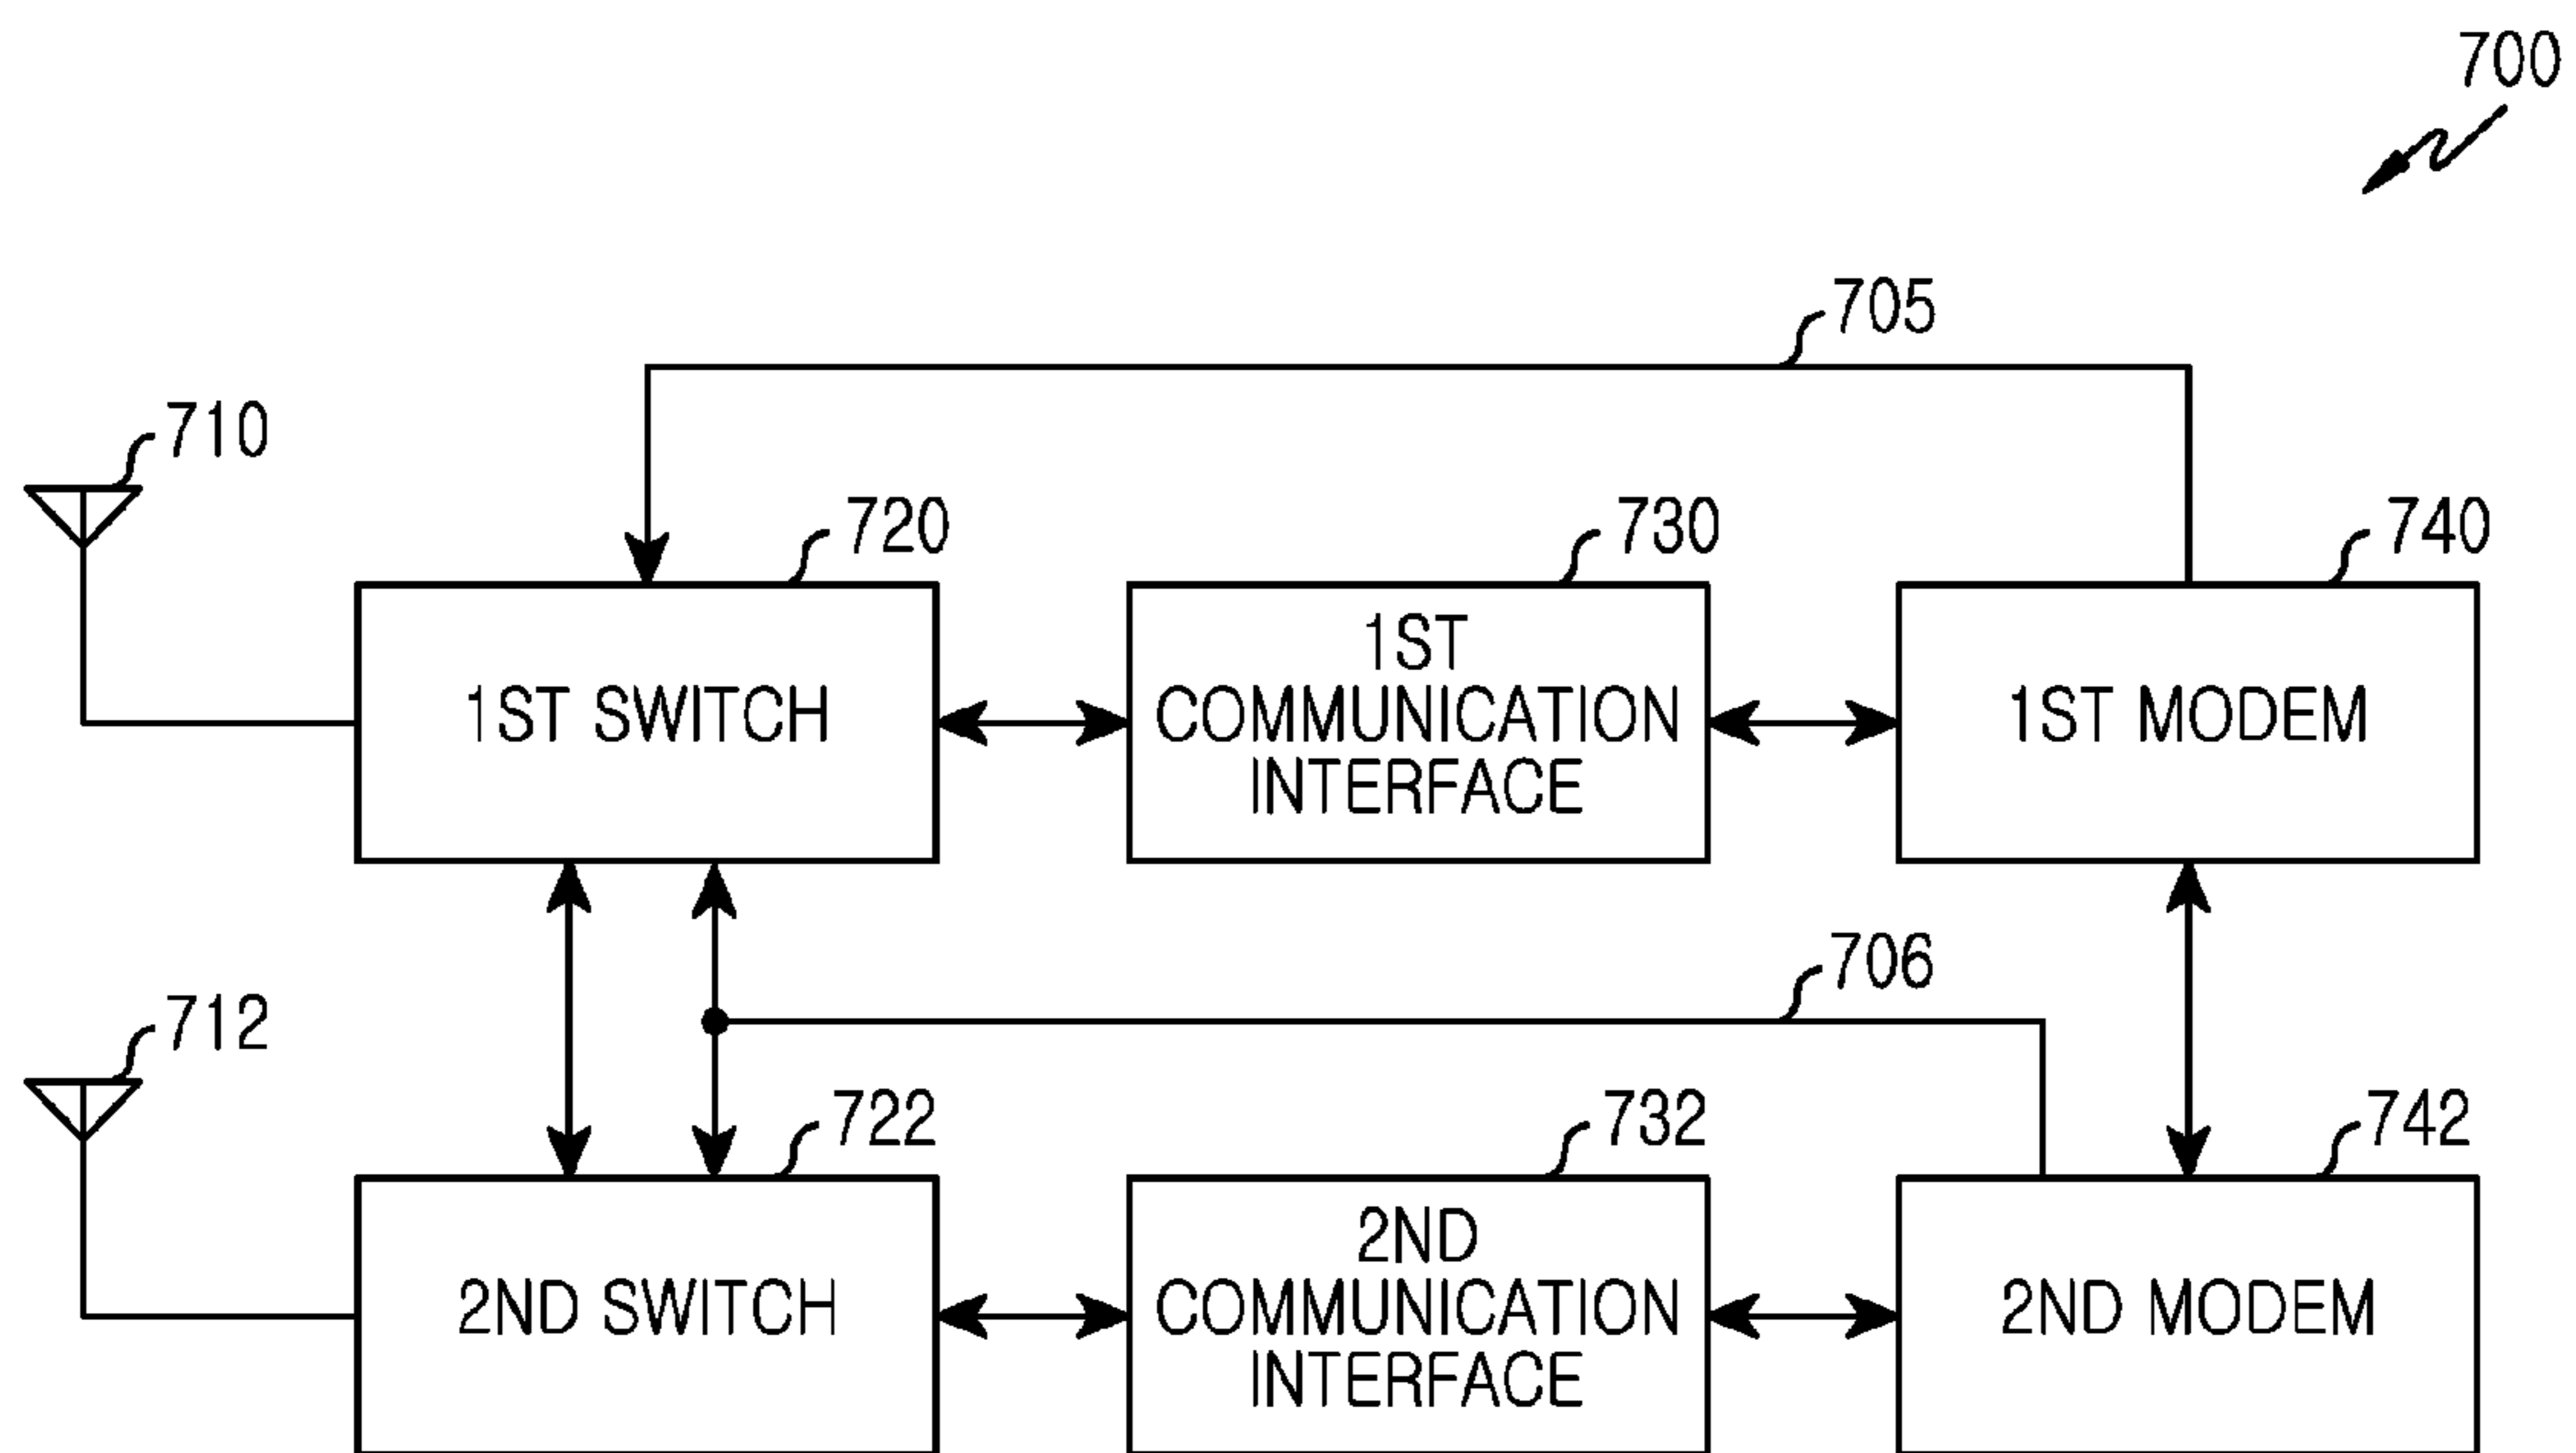 700
705
710
720
730
740
1ST SWITCH
1ST
COMMUNICATION
INTERFACE
1ST MODEM
706
712
722
732
742
2ND SWITCH
2ND
COMMUNICATION
INTERFACE
2ND MODEM